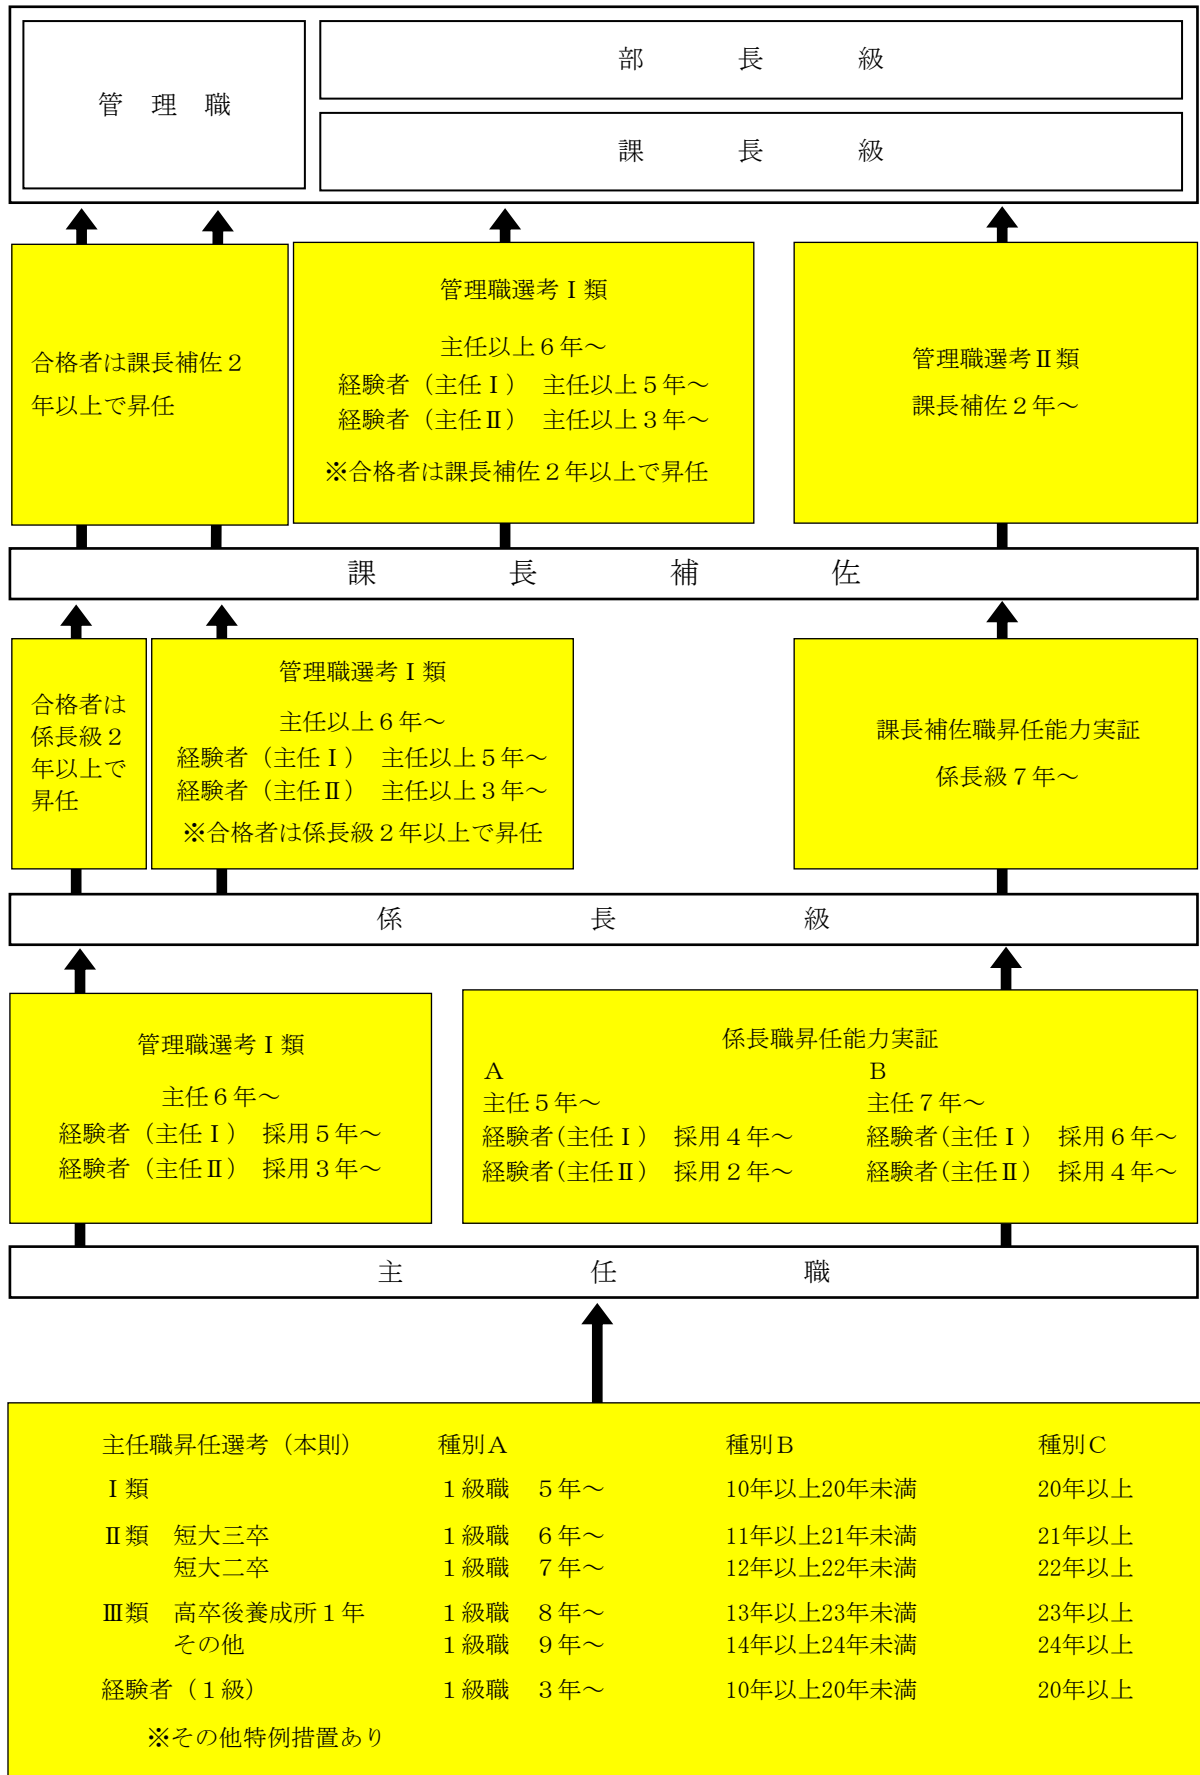 管理職
部長級
課長級
合格者は課長補佐２
年以上で昇任
管理職選考Ⅰ類
主任以上６年～
経験者（主任Ⅰ）　主任以上５年～
経験者（主任Ⅱ）　主任以上３年～
※合格者は課長補佐２年以上で昇任
管理職選考Ⅱ類
課長補佐２年～
課長補佐
合格者は
係長級２
年以上で
昇任
管理職選考Ⅰ類
主任以上６年～
経験者（主任Ⅰ）　主任以上５年～
経験者（主任Ⅱ）　主任以上３年～
※合格者は係長級２年以上で昇任
課長補佐職昇任能力実証
係長級７年～
係長級
管理職選考Ⅰ類
主任６年～
経験者（主任Ⅰ）　採用５年～
経験者（主任Ⅱ）　採用３年～
係長職昇任能力実証
Ａ
主任５年～
経験者（主任Ⅰ）　採用４年～
経験者（主任Ⅱ）　採用２年～
Ｂ
主任７年～
経験者（主任Ⅰ）　採用６年～
経験者（主任Ⅱ）　採用４年～
主任職
主任職昇任選考（本則）　種別Ａ　種別Ｂ　種別Ｃ
Ⅰ類　１級職　５年～　10年以上20年未満　20年以上
Ⅱ類　短大三卒　１級職　６年～　11年以上21年未満　21年以上
短大二卒　１級職　７年～　12年以上22年未満　22年以上
Ⅲ類　高卒後養成所１年　１級職　８年～　13年以上23年未満　23年以上
その他　１級職　９年～　14年以上24年未満　24年以上
経験者（１級）　１級職　３年～　10年以上20年未満　20年以上
※その他特例措置あり